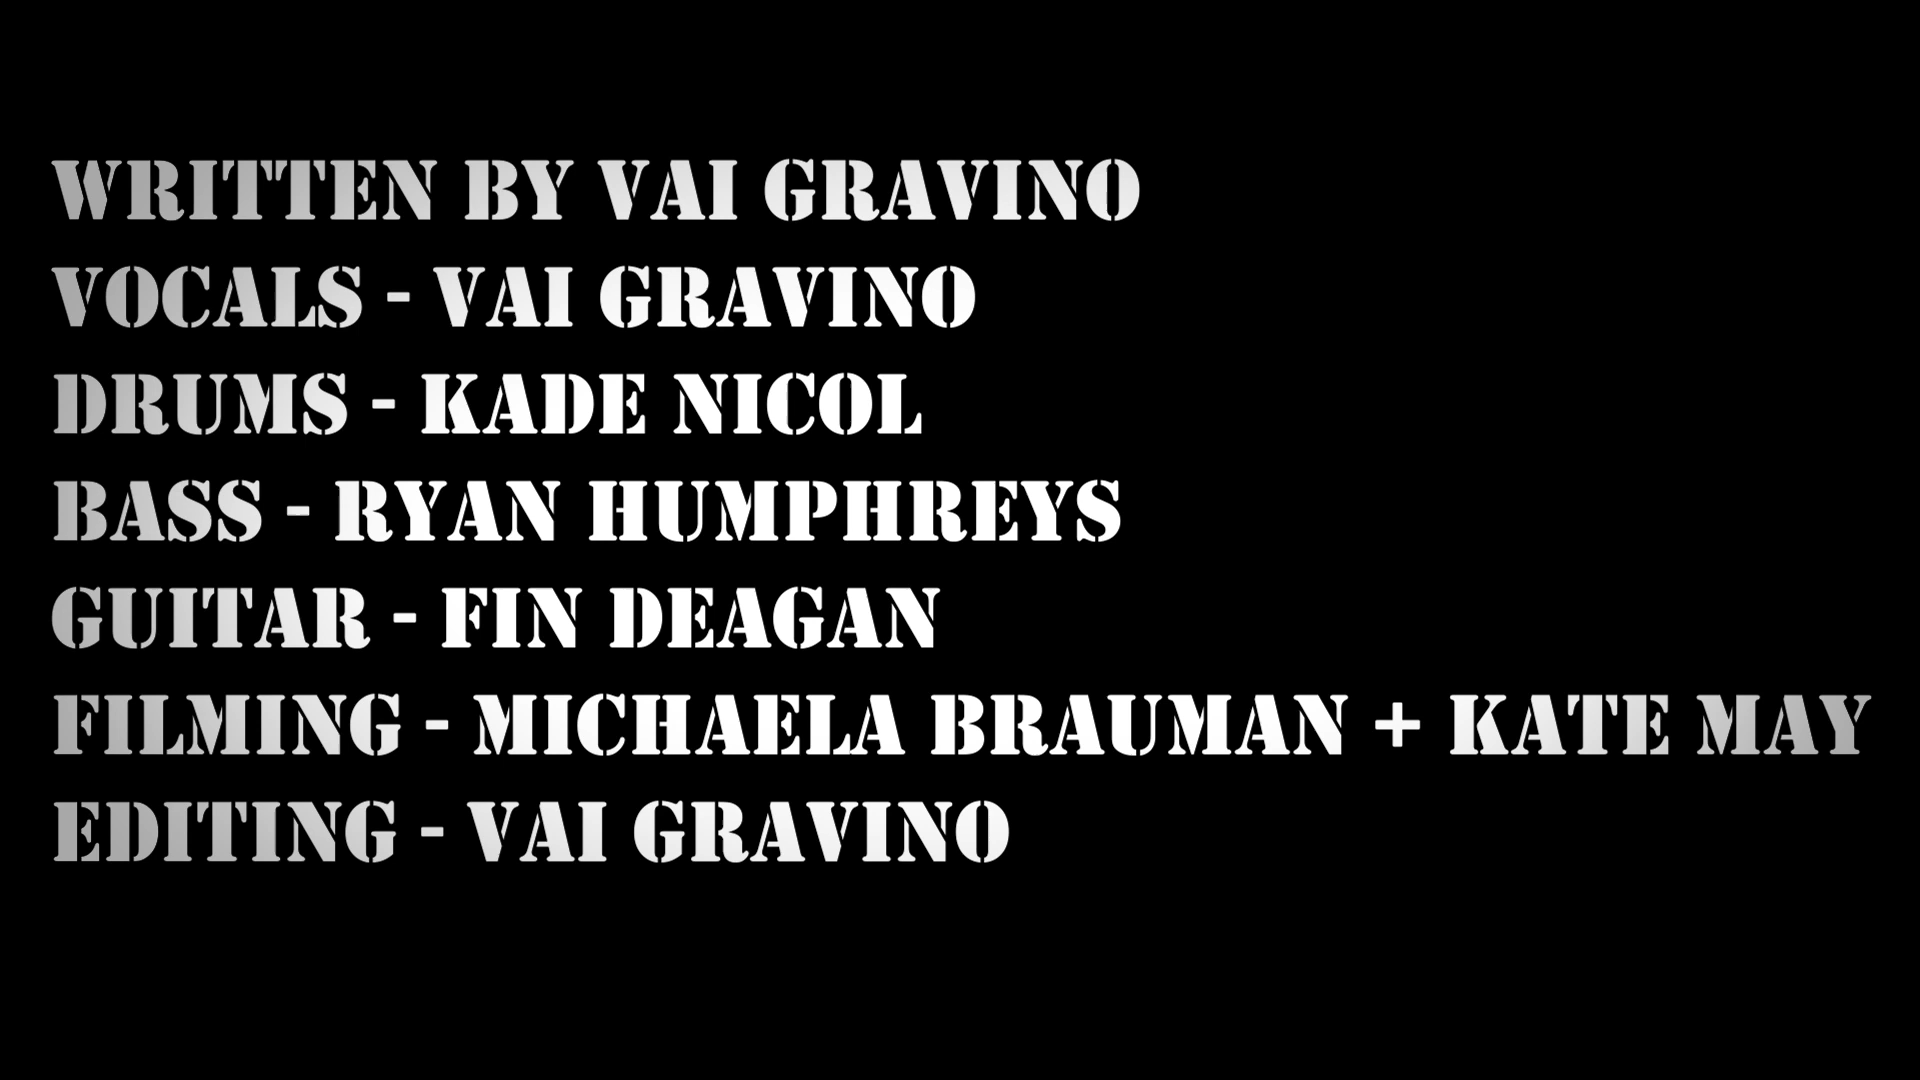 WRITTEN BY VAI GRAVINO
VOCALS - VAI GRAVINO
DRUMS - KADE NICOL
BASS - RYAN HUMPHREYS
GUITAR - FIN DEAGAN
FILMING - MICHAELA BRAUMAN + KATE MAY
EDITING - VAI GRAVINO